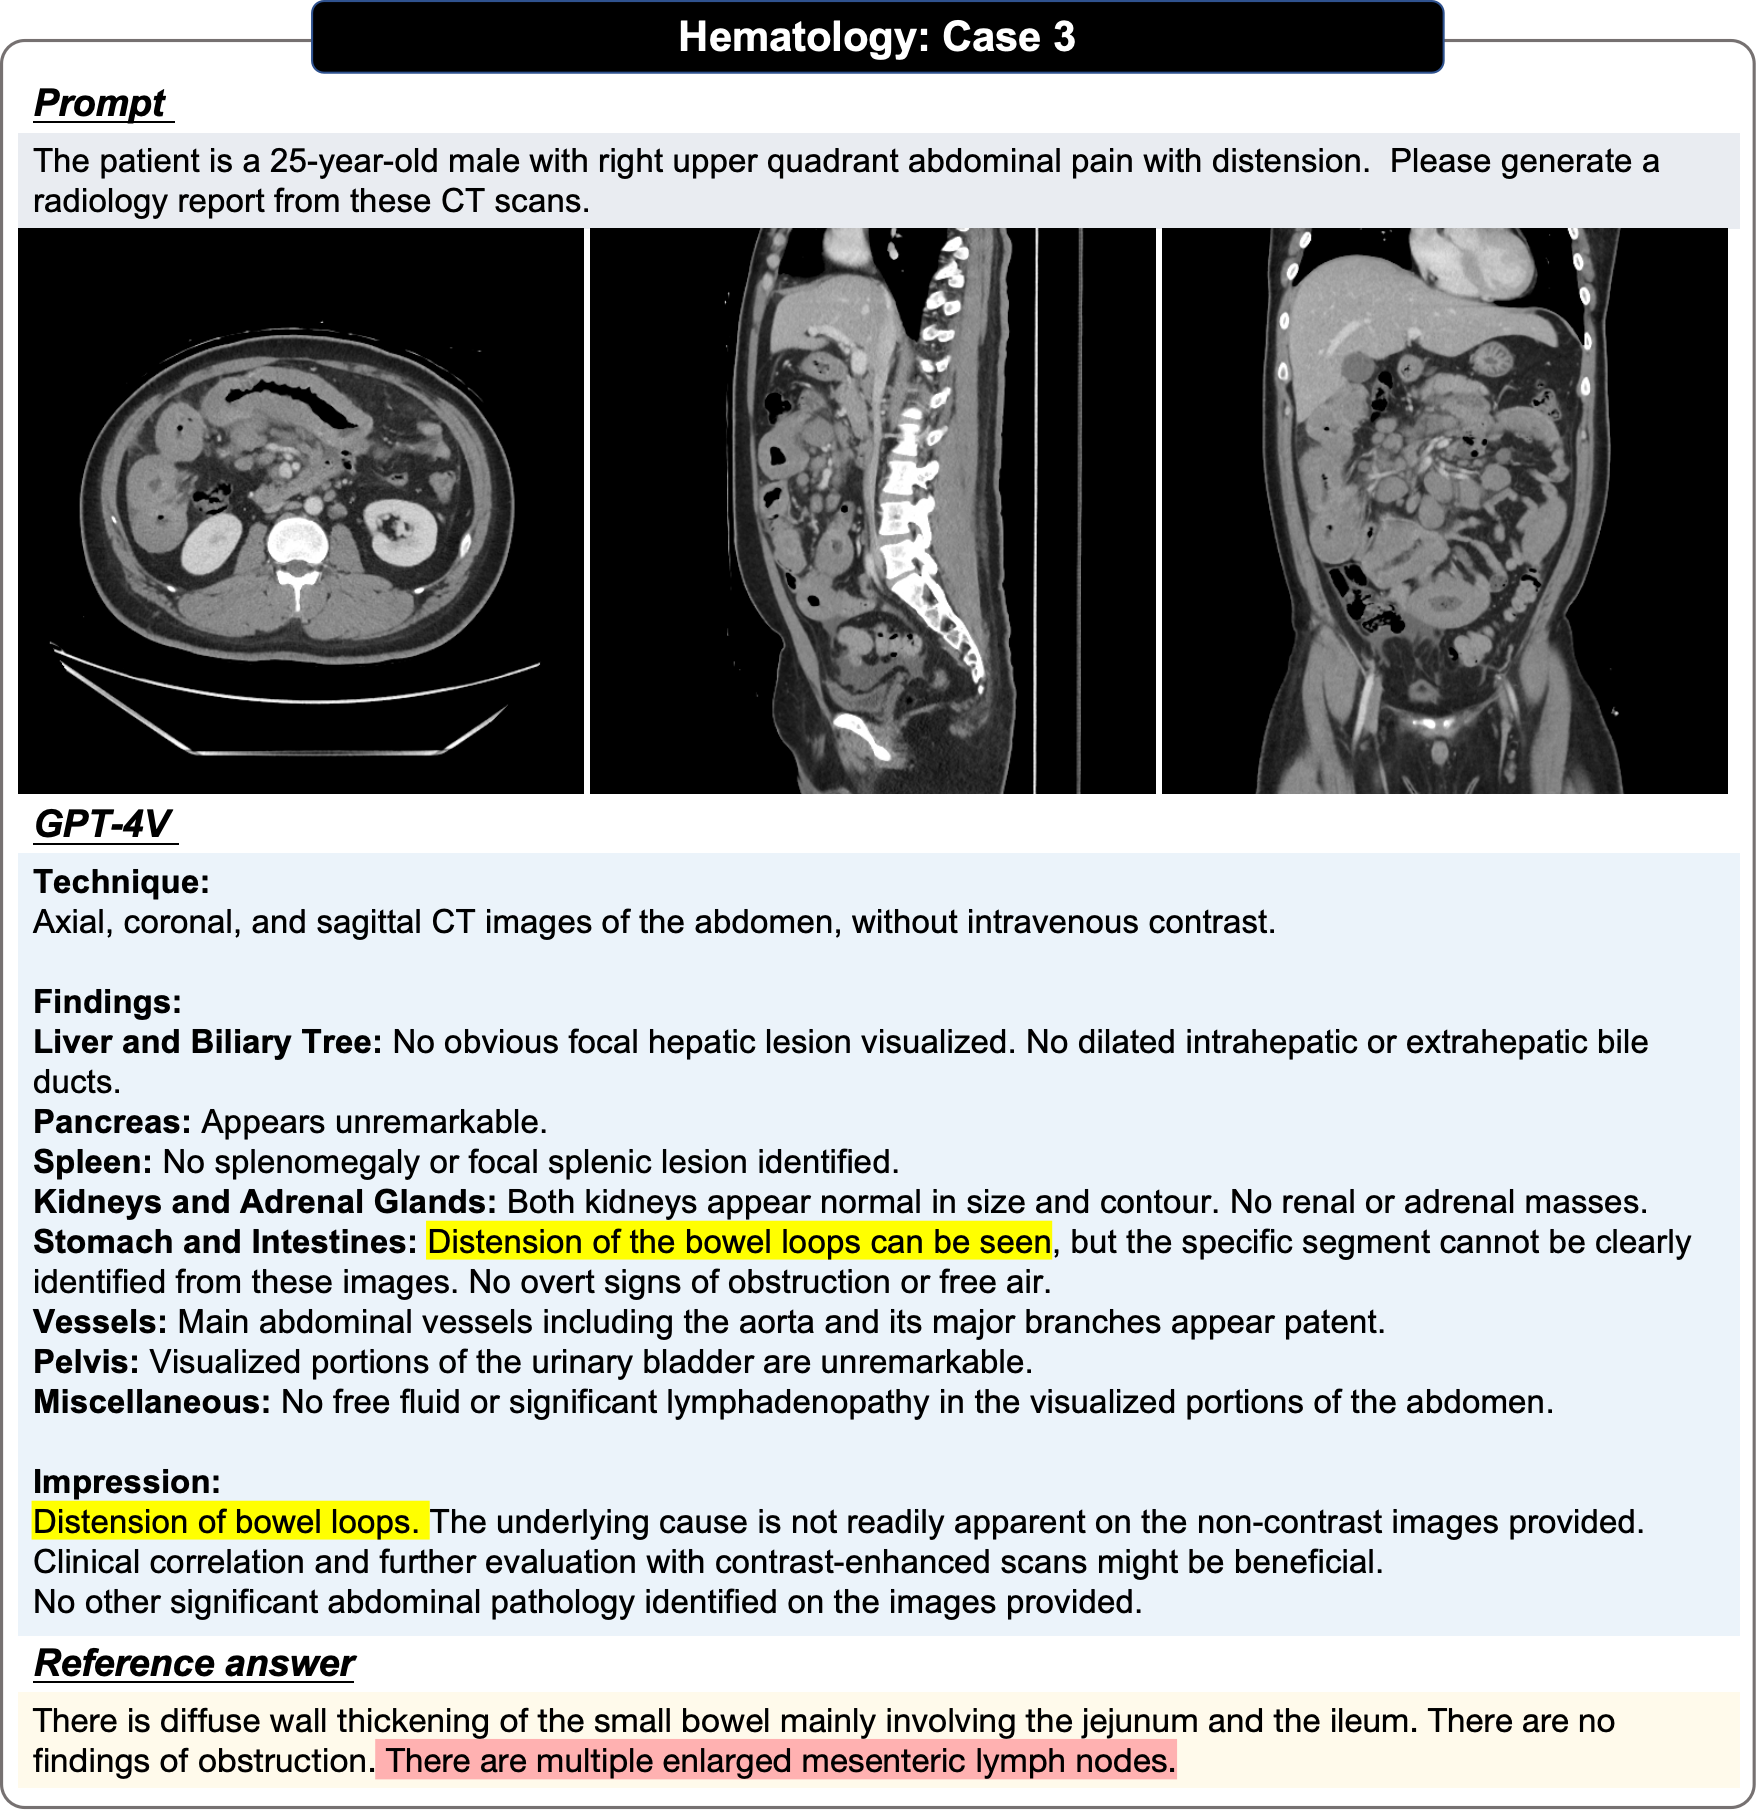 Hematology: Case 3
Prompt
The patient is a 25-year-old male with right upper quadrant abdominal pain with distension.  Please generate a
radiology report from these CT scans.
GPT-4V
Technique:
Axial, coronal, and sagittal CT images of the abdomen, without intravenous contrast.
Findings:
Liver and Biliary Tree: No obvious focal hepatic lesion visualized. No dilated intrahepatic or extrahepatic bile
ducts.
Pancreas: Appears unremarkable.
Spleen: No splenomegaly or focal splenic lesion identified.
Kidneys and Adrenal Glands: Both kidneys appear normal in size and contour. No renal or adrenal masses.
Stomach and Intestines: Distension of the bowel loops can be seen, but the specific segment cannot be clearly
identified from these images. No overt signs of obstruction or free air.
Vessels: Main abdominal vessels including the aorta and its major branches appear patent.
Pelvis: Visualized portions of the urinary bladder are unremarkable.
Miscellaneous: No free fluid or significant lymphadenopathy in the visualized portions of the abdomen.
Impression:
Distension of bowel loops. The underlying cause is not readily apparent on the non-contrast images provided.
Clinical correlation and further evaluation with contrast-enhanced scans might be beneficial.
No other significant abdominal pathology identified on the images provided.
Reference answer
There is diffuse wall thickening of the small bowel mainly involving the jejunum and the ileum. There are no
findings of obstruction. There are multiple enlarged mesenteric lymph nodes.